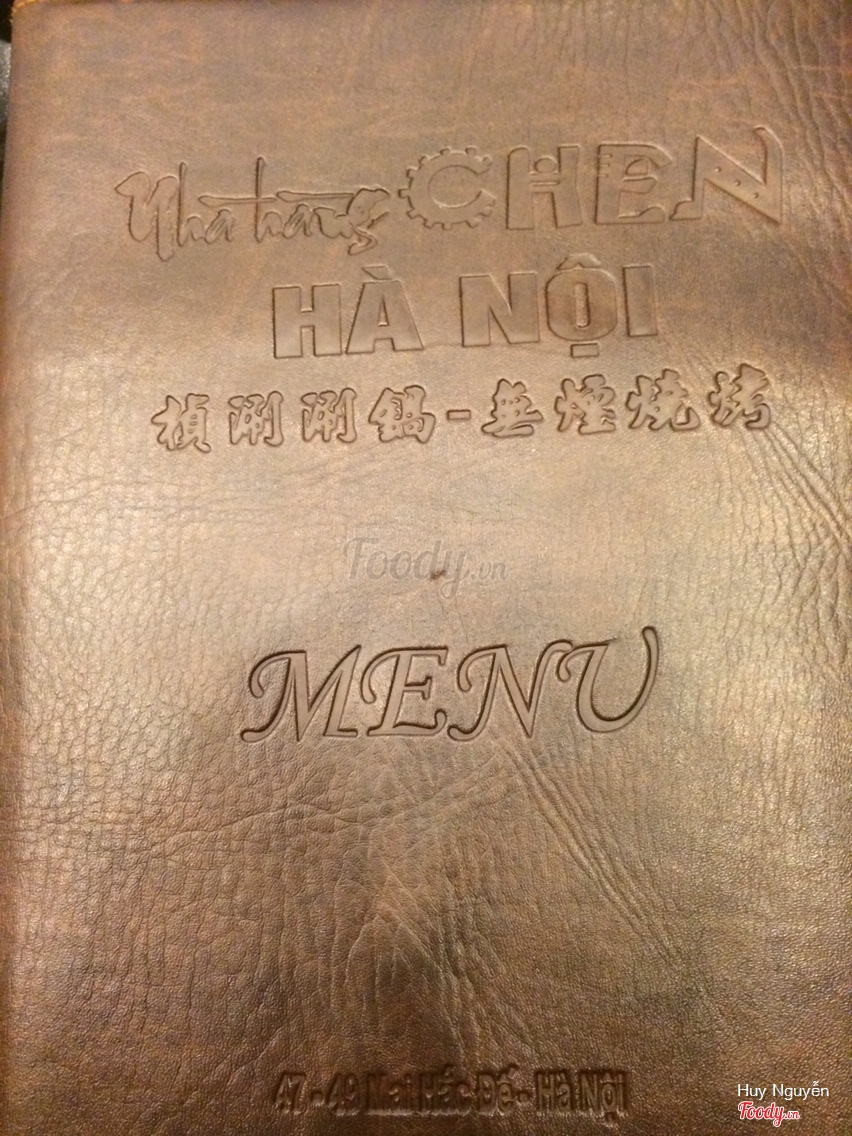 Nhà hàng CHEN
HÀ NỘI
楨涮涮鍋-無煙燒烤
Foody.vn
MENU
47 - 49 Mai Hắc Đế - Hà Nội
Huy Nguyễn
Foody.vn